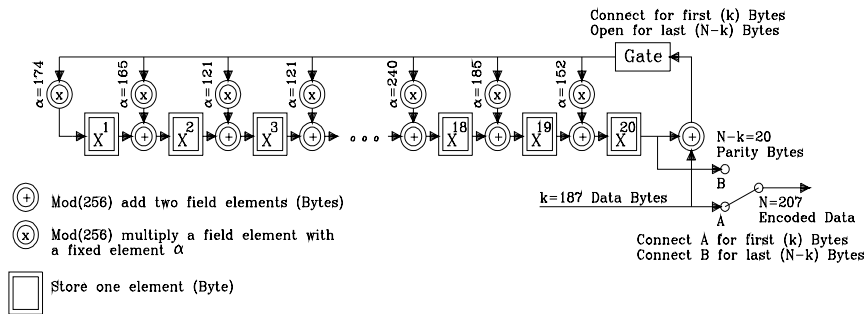 Connect for first (k) Bytes
Open for last (N-k) Bytes
Gate
α=174
α=165
α=121
α=121
α=240
α=185
α=152
x x x x x x x
X1 + X2 + X3 + ... + X18 + X19 + X20 +
N-k=20
Parity Bytes
B
k=187 Data Bytes
A
N=207
Encoded Data
Connect A for first (k) Bytes
Connect B for last (N-k) Bytes
+ Mod(256) add two field elements (Bytes)
x Mod(256) multiply a field element with
a fixed element α
Store one element (Byte)